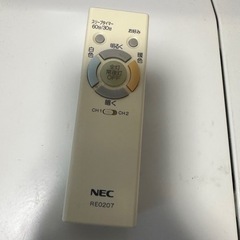 スリープタイマー
60分/30分
お好み
明るく
白色
暖色
暗く
CH1
CH2
NEC
RE0207